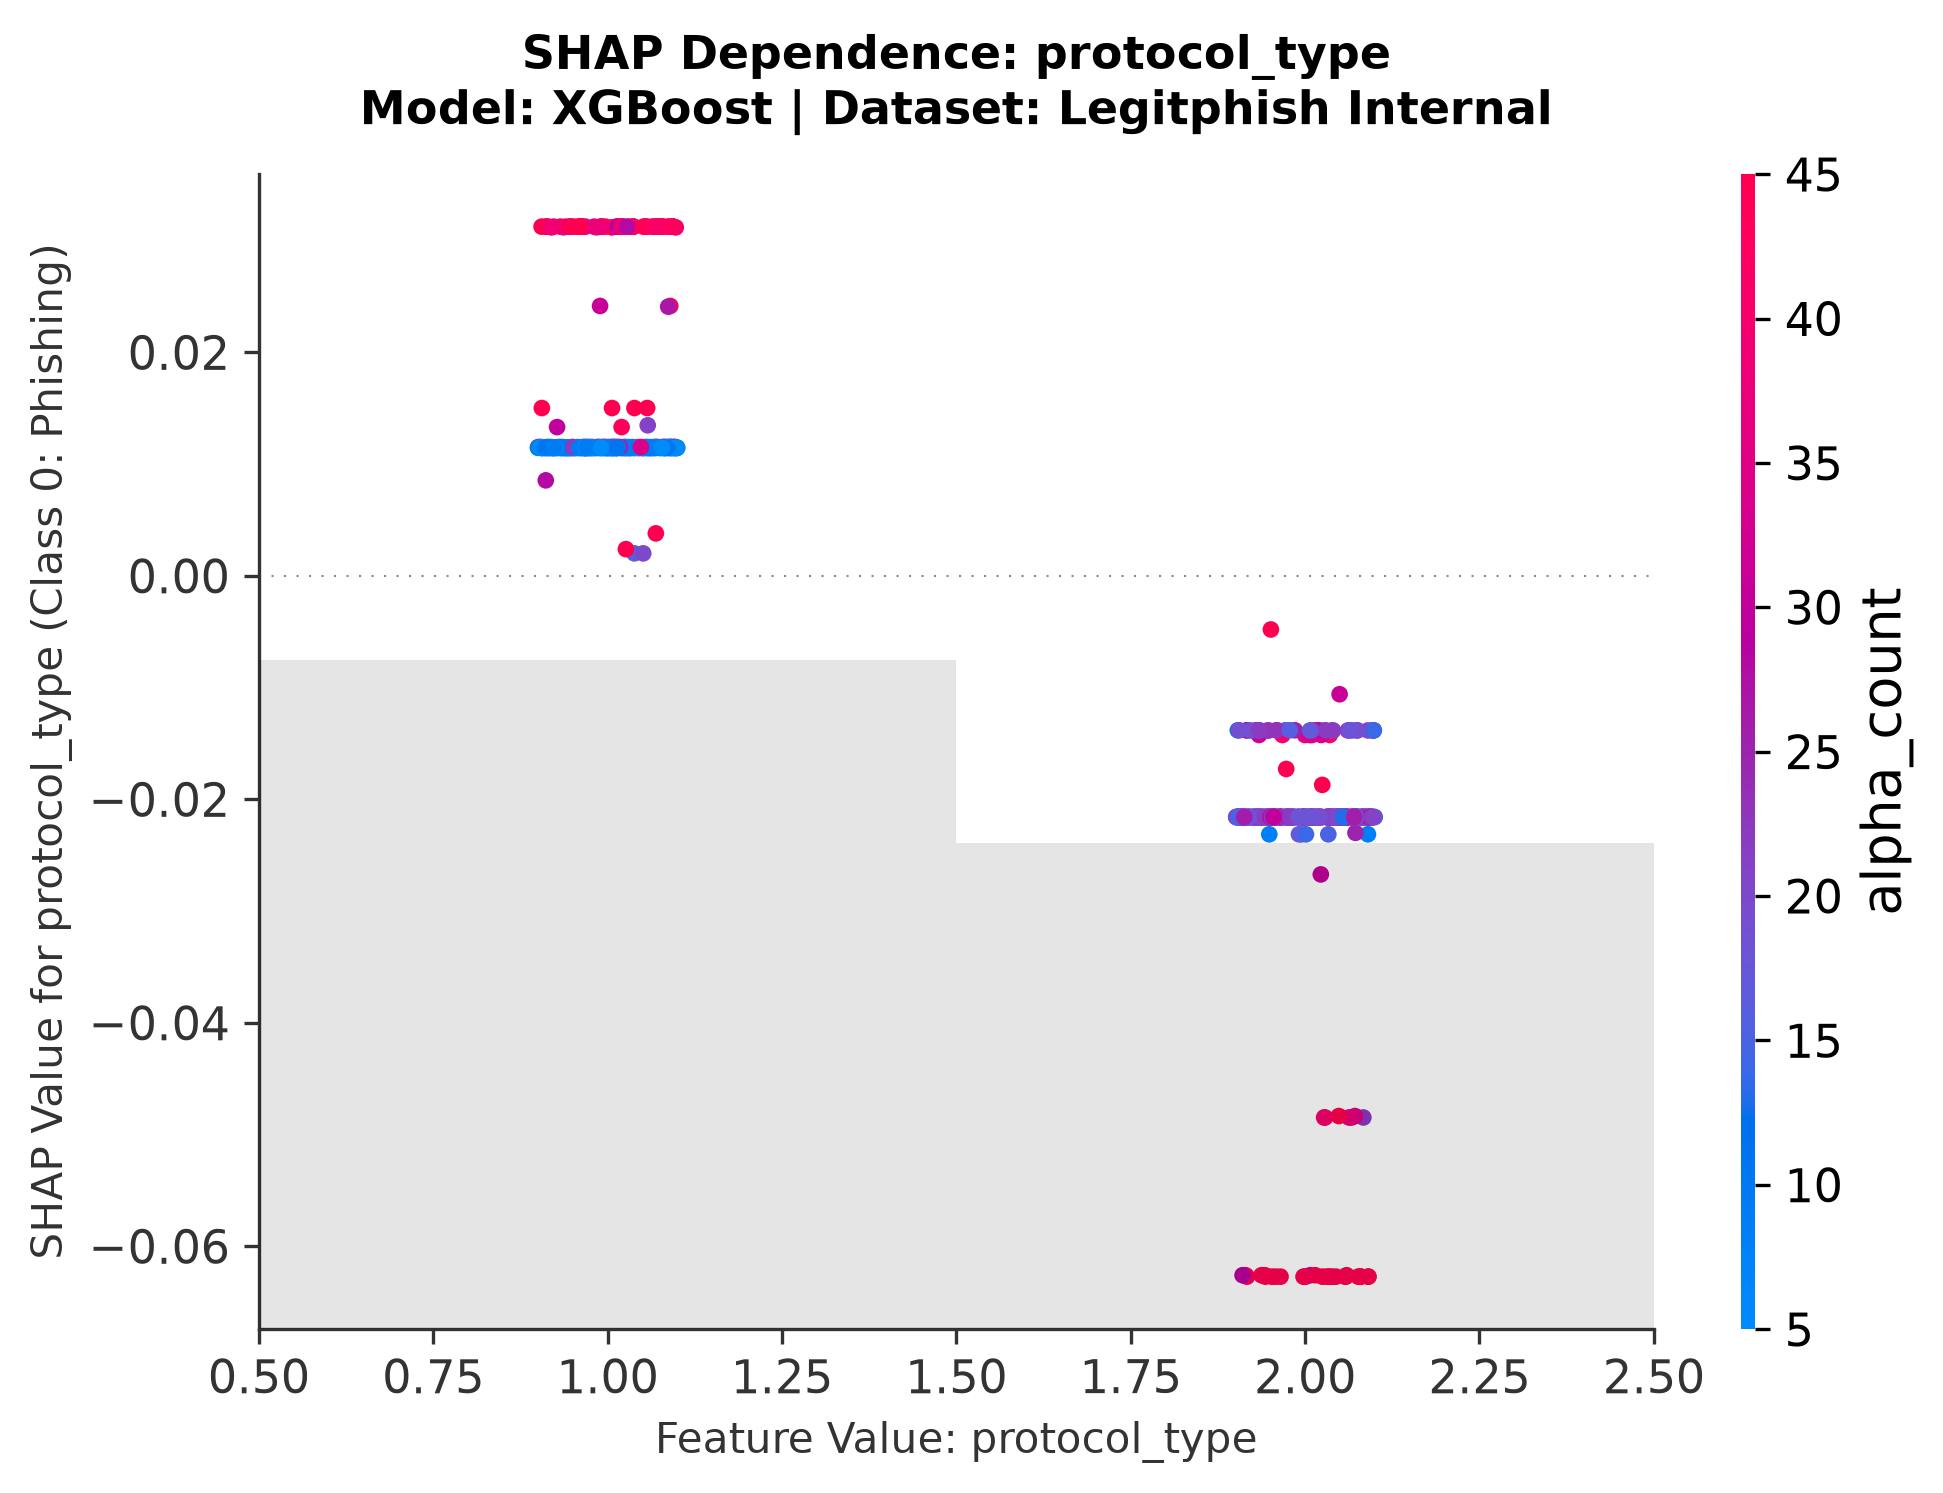 SHAP Dependence: protocol_type
Model: XGBoost | Dataset: Legitphish Internal
SHAP Value for protocol_type (Class 0: Phishing)
0.02
0.00
−0.02
−0.04
−0.06
0.50 0.75 1.00 1.25 1.50 1.75 2.00 2.25 2.50
Feature Value: protocol_type
45
40
35
30
25
20
15
10
5
alpha_count